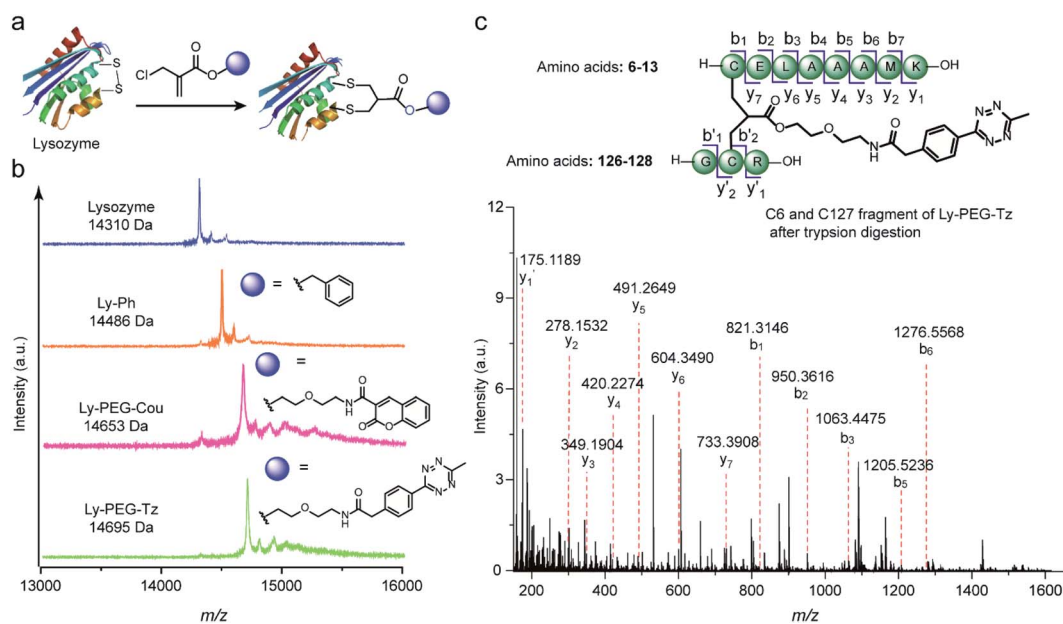 a
S
S
Lysozyme
Cl
O
O
S
S
O
O
b
Lysozyme
14310 Da
Ly-Ph
14486 Da
=
Ly-PEG-Cou
14653 Da
=
O
N
H
O
O
O
Ly-PEG-Tz
14695 Da
=
O
N
H
O
N
N
N
N
Intensity (a.u.)
13000 14000 15000 16000
m/z
c
b1 b2 b3 b4 b5 b6 b7
Amino acids: 6-13
H C E L A A A M K OH
y7 y6 y5 y4 y3 y2 y1
O
O
O
N
H
O
N
N
N
N
b'1 b'2
Amino acids: 126-128
H G C R OH
y'2 y'1
C6 and C127 fragment of Ly-PEG-Tz
after trypsion digestion
Intensity (a.u.)
12
9
6
3
0
175.1189
y1'
278.1532
y2
349.1904
y3
420.2274
y4
491.2649
y5
604.3490
y6
733.3908
y7
821.3146
b1
950.3616
b2
1063.4475
b3
1205.5236
b5
1276.5568
b6
200 400 600 800 1000 1200 1400 1600
m/z